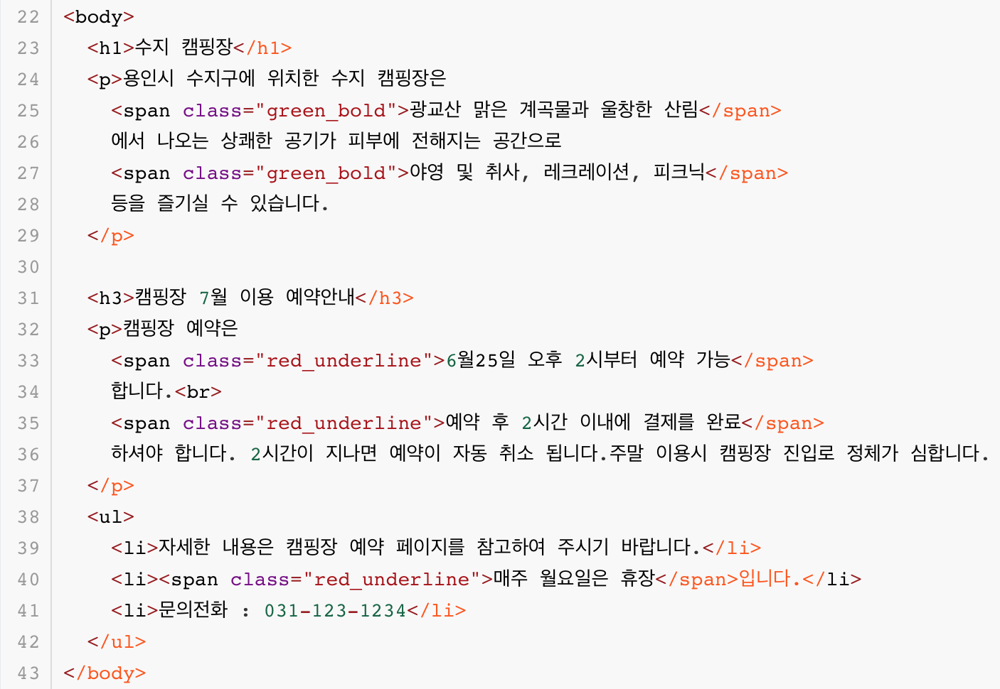 22 <body>
23 <h1>수지 캠핑장</h1>
24 <p>용인시 수지구에 위치한 수지 캠핑장은
25 <span class="green_bold">광교산 맑은 계곡물과 울창한 산림</span>
26 에서 나오는 상쾌한 공기가 피부에 전해지는 공간으로
27 <span class="green_bold">야영 및 취사, 레크레이션, 피크닉</span>
28 등을 즐기실 수 있습니다.
29 </p>
30
31 <h3>캠핑장 7월 이용 예약안내</h3>
32 <p>캠핑장 예약은
33 <span class="red_underline">6월25일 오후 2시부터 예약 가능</span>
34 합니다.<br>
35 <span class="red_underline">예약 후 2시간 이내에 결제를 완료</span>
36 하셔야 합니다. 2시간이 지나면 예약이 자동 취소 됩니다.주말 이용시 캠핑장 진입로 정체가 심합니다.
37 </p>
38 <ul>
39 <li>자세한 내용은 캠핑장 예약 페이지를 참고하여 주시기 바랍니다.</li>
40 <li><span class="red_underline">매주 월요일은 휴장</span>입니다.</li>
41 <li>문의전화 : 031-123-1234</li>
42 </ul>
43 </body>